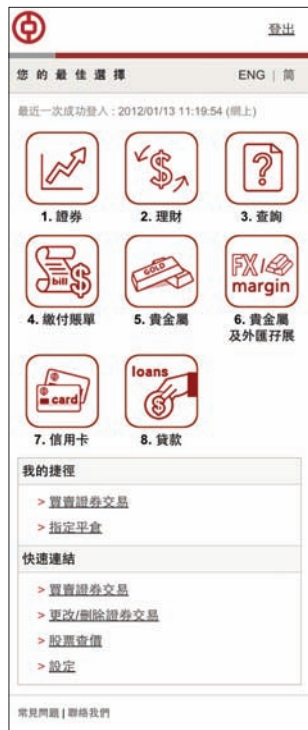 登出
您的最佳選擇 ENG | 简
最近一次成功登入 : 2012/01/13 11:19:54 (網上)
1. 證券 2. 理財 3. 查詢
bill
4. 繳付賬單
GOLD
5. 貴金屬
FX/
margin
6. 貴金屬
及外匯孖展
card
7. 信用卡
loans
8. 貸款
我的捷徑
> 買賣證券交易
> 指定平倉
快速連結
> 買賣證券交易
> 更改/刪除證券交易
> 股票查價
> 設定
常見問題 | 聯絡我們